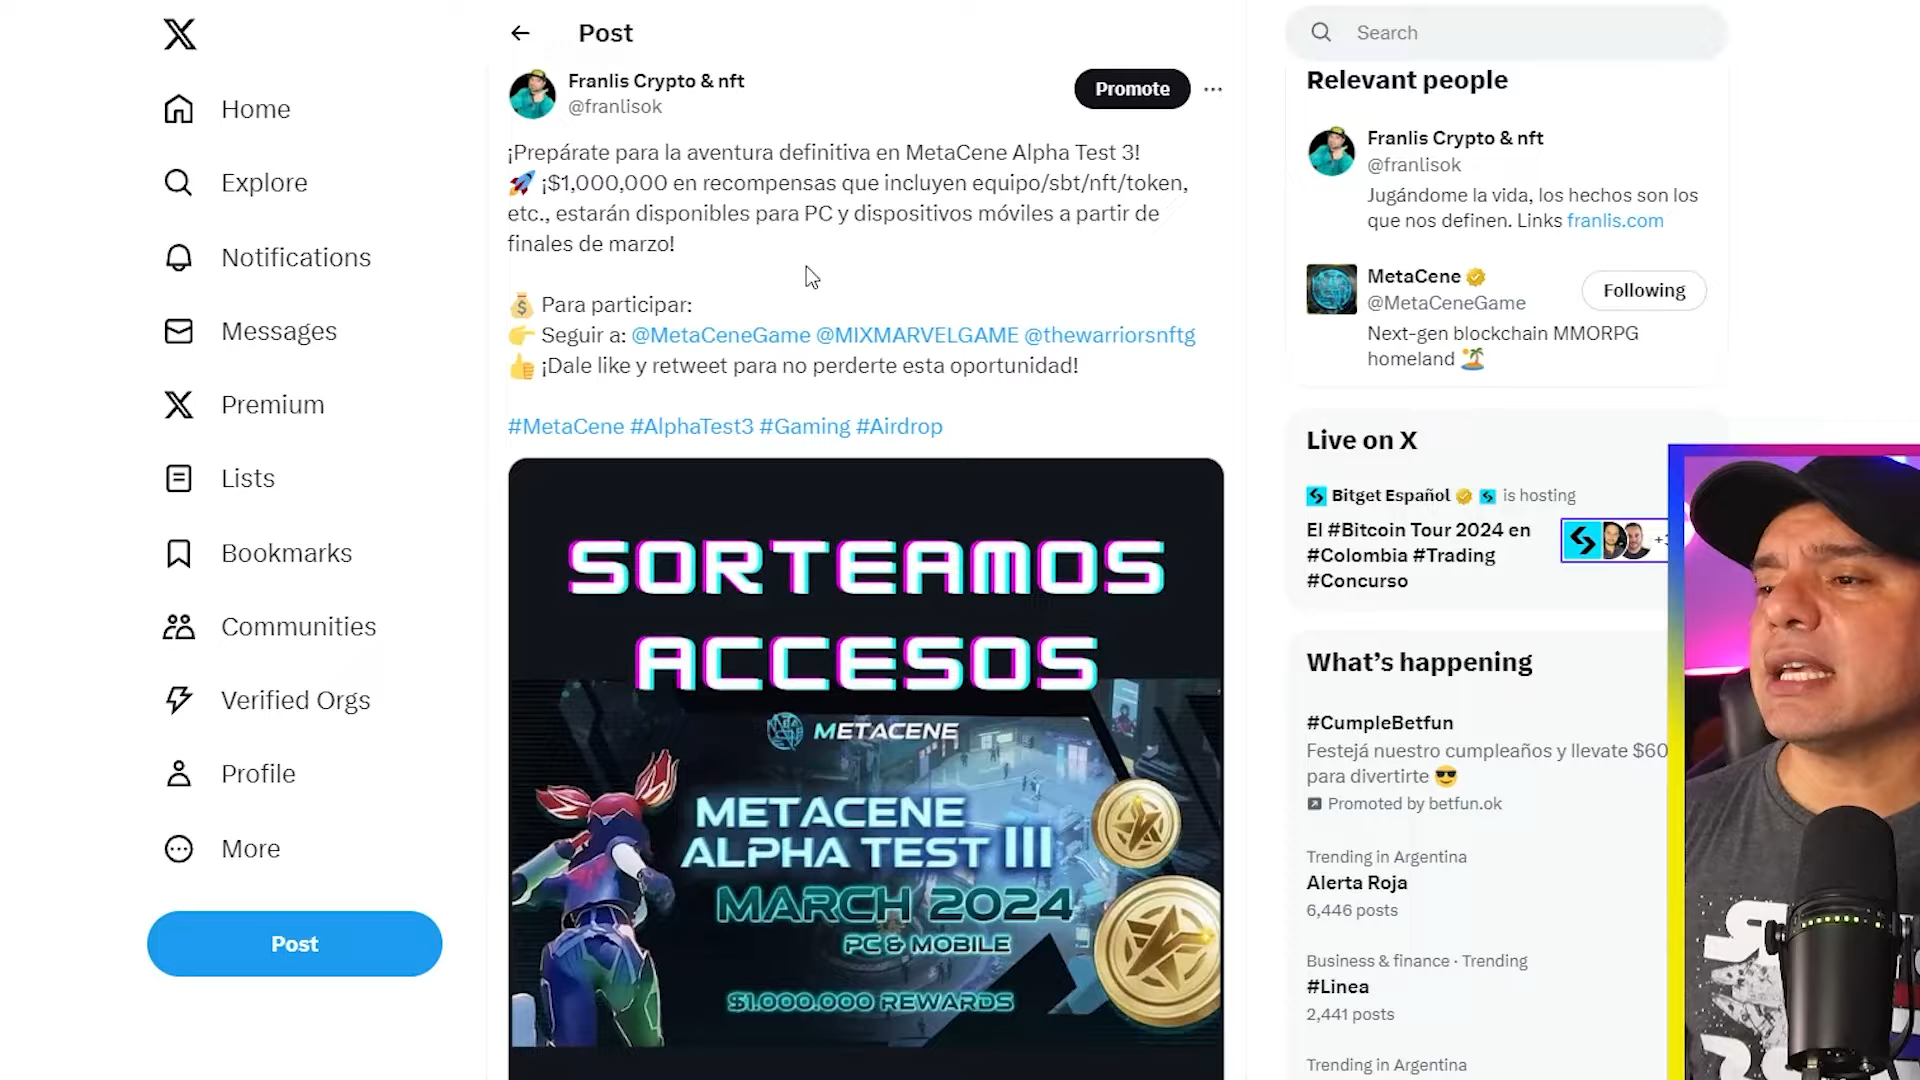 Home
Explore
Notifications
Messages
Premium
Lists
Bookmarks
Communities
Verified Orgs
Profile
More
Post
Post
Franlis Crypto & nft
@franlisok
Promote
¡Prepárate para la aventura definitiva en MetaCene Alpha Test 3!
🚀 ¡$1,000,000 en recompensas que incluyen equipo/sbt/nft/token,
etc., estarán disponibles para PC y dispositivos móviles a partir de
finales de marzo!
💰 Para participar:
👉 Seguir a: @MetaCeneGame @MIXMARVELGAME @thewarriorsnftg
👍 ¡Dale like y retweet para no perderte esta oportunidad!
#MetaCene #AlphaTest3 #Gaming #Airdrop
SORTEAMOS
ACCESOS
METACENE
METACENE
ALPHA TEST III
MARCH 2024
PC & MOBILE
$1.000.000 REWARDS
Search
Relevant people
Franlis Crypto & nft
@franlisok
Jugándome la vida, los hechos son los
que nos definen. Links franlis.com
MetaCene
@MetaCeneGame
Following
Next-gen blockchain MMORPG
homeland 🏝️
Live on X
Bitget Español is hosting
El #Bitcoin Tour 2024 en
#Colombia #Trading
#Concurso
What's happening
#CumpleBetfun
Festejá nuestro cumpleaños y llevate $60
para divertirte 😎
Promoted by betfun.ok
Trending in Argentina
Alerta Roja
6,446 posts
Business & finance · Trending
#Linea
2,441 posts
Trending in Argentina